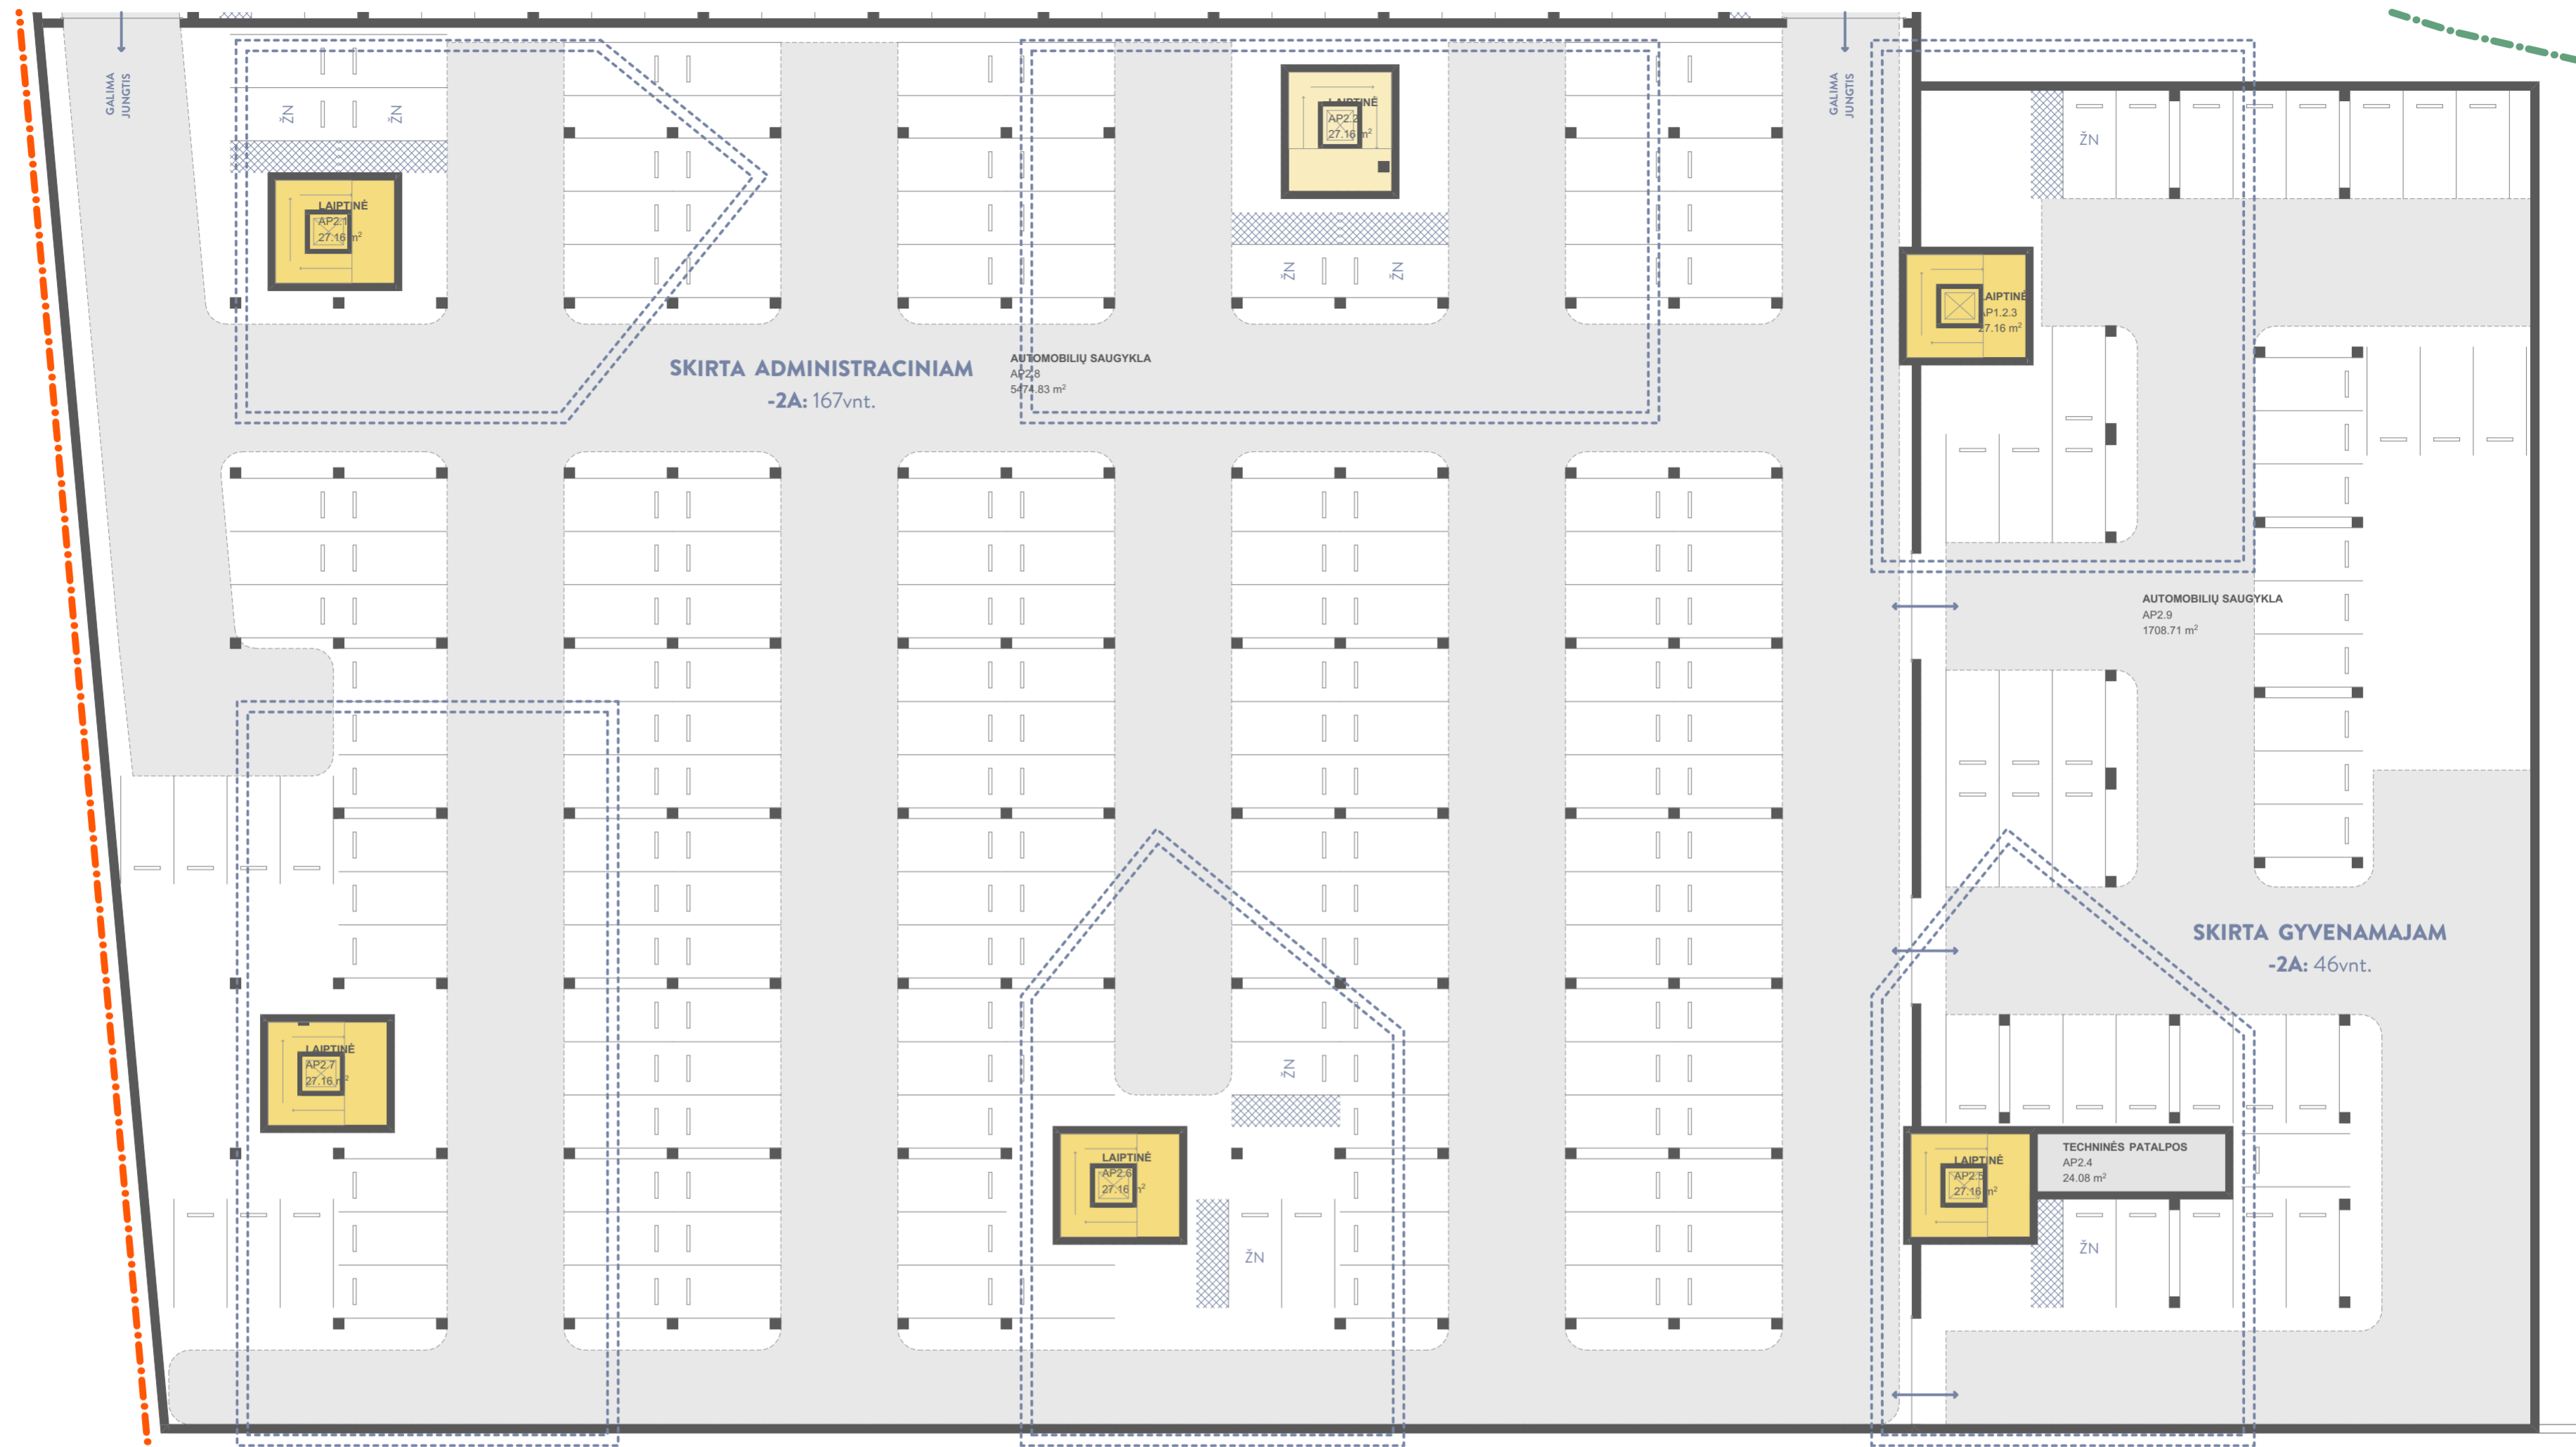 GALIMA
JUNGTIS
GALIMA
JUNGTIS
ŽN
ŽN
LAIPTINĖ
AP2.1
27.16 m²
LAIPTINĖ
AP2.2
27.16 m²
ŽN
ŽN
ŽN
LAIPTINĖ
AP1.2.3
27.16 m²
SKIRTA ADMINISTRACINIAM
-2A: 167vnt.
AUTOMOBILIŲ SAUGYKLA
AP2.8
5474.83 m²
AUTOMOBILIŲ SAUGYKLA
AP2.9
1708.71 m²
SKIRTA GYVENAMAJAM
-2A: 46vnt.
LAIPTINĖ
AP2.7
27.16 m²
ŽN
LAIPTINĖ
AP2.6
27.16 m²
ŽN
LAIPTINĖ
AP2.5
27.16 m²
TECHNINĖS PATALPOS
AP2.4
24.08 m²
ŽN